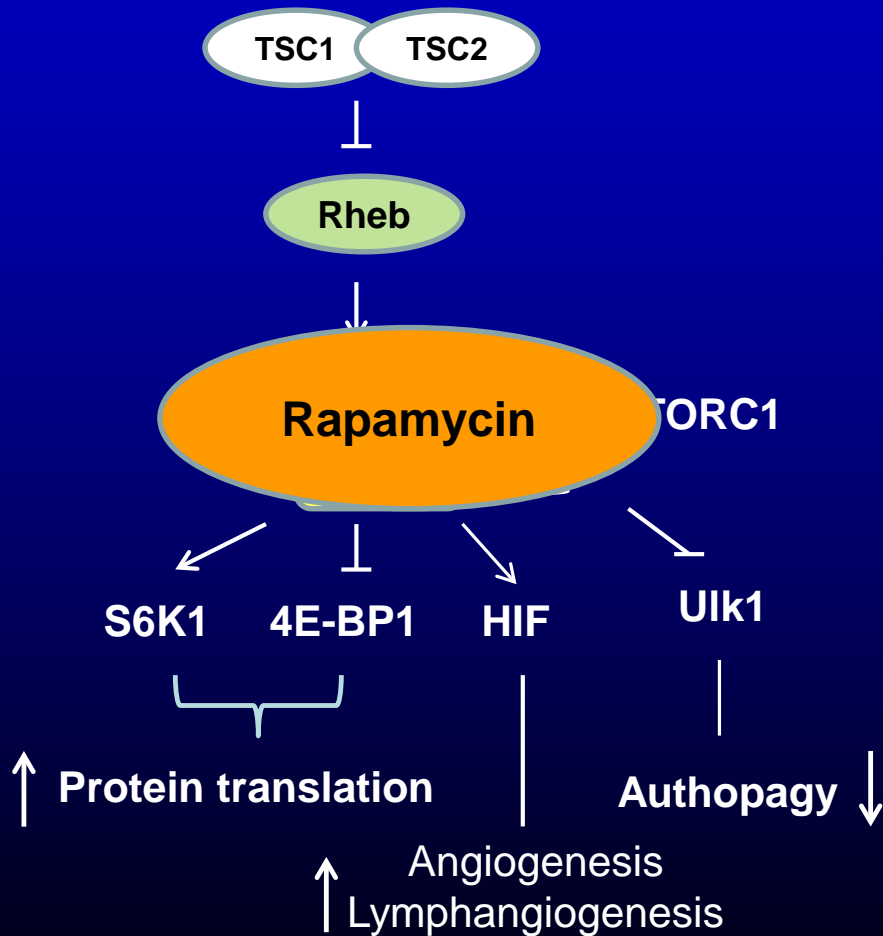 TSC1 TSC2
Rheb
Rapamycin TORC1
S6K1 4E-BP1 HIF Ulk1
Protein translation Authopagy
Angiogenesis
Lymphangiogenesis